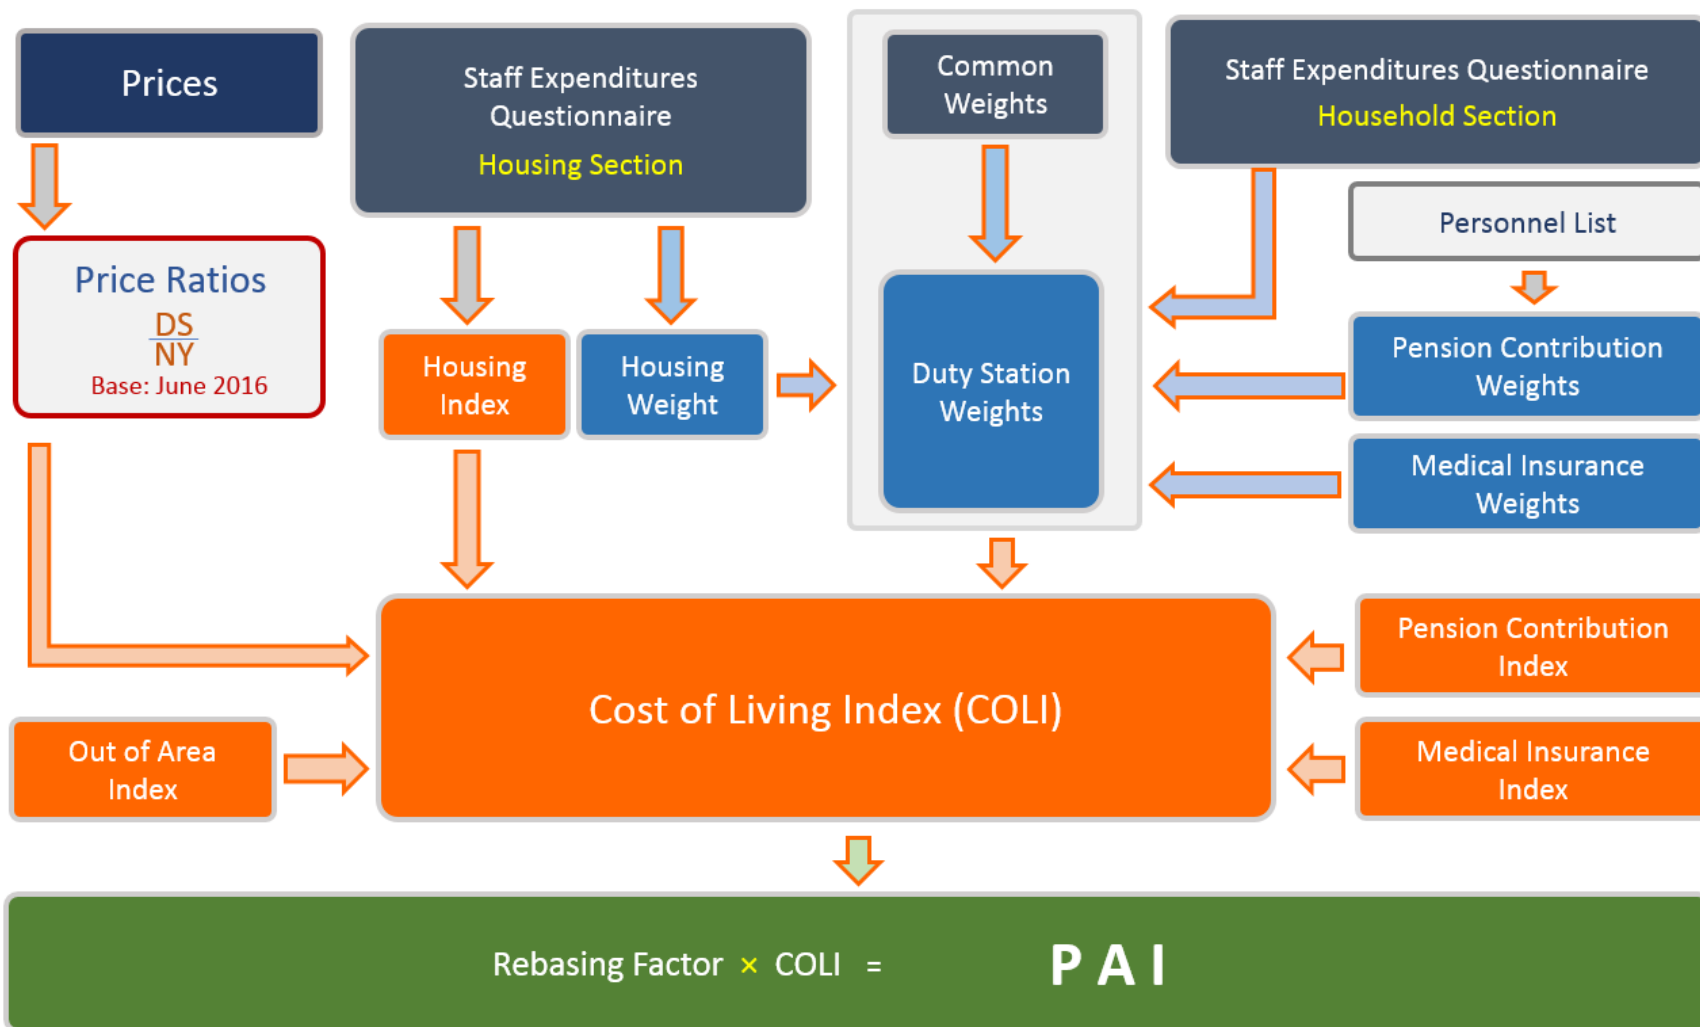 Prices
Staff Expenditures
Questionnaire
Housing Section
Common
Weights
Staff Expenditures Questionnaire
Household Section
Personnel List
Price Ratios
DS
NY
Base: June 2016
Housing
Index
Housing
Weight
Duty Station
Weights
Pension Contribution
Weights
Medical Insurance
Weights
Cost of Living Index (COLI)
Pension Contribution
Index
Out of Area
Index
Medical Insurance
Index
Rebasing Factor × COLI = P A I